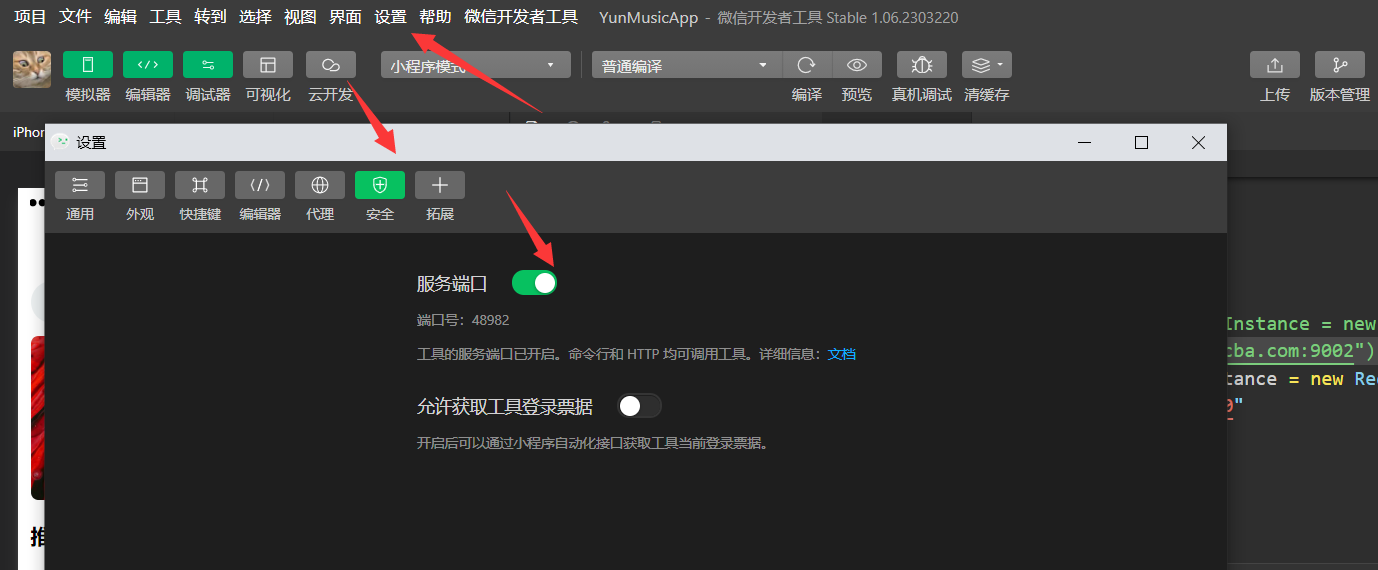 项目 文件 编辑 工具 转到 选择 视图 界面 设置 帮助 微信开发者工具 YunMusicApp - 微信开发者工具 Stable 1.06.2303220
小程序模式 普通编译
模拟器 编辑器 调试器 可视化 云开发 编译 预览 真机调试 清缓存 上传 版本管理
设置
通用 外观 快捷键 编辑器 代理 安全 拓展
服务端口
端口号：48982
工具的服务端口已开启。命令行和 HTTP 均可调用工具。详细信息：文档
允许获取工具登录票据
开启后可以通过小程序自动化接口获取工具当前登录票据。
Instance = new
cba.com:9002")
tance = new Re
0"